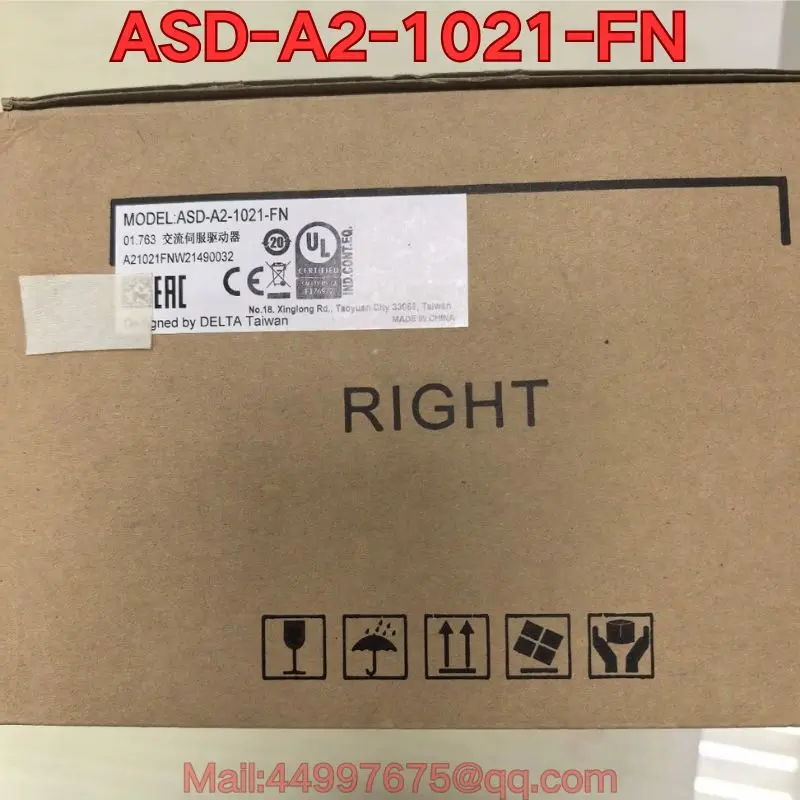 ASD-A2-1021-FN
MODEL:ASD-A2-1021-FN
01.763 交流伺服驱动器
A21021FNW21490032
20
UL
CERTIFIED
IND.CONT.EQ.
EAC
CE
No.18, Xinglong Rd., Taoyuan City 33068, Taiwan
Designed by DELTA Taiwan
MADE IN CHINA
RIGHT
Mail:44997675@qq.com